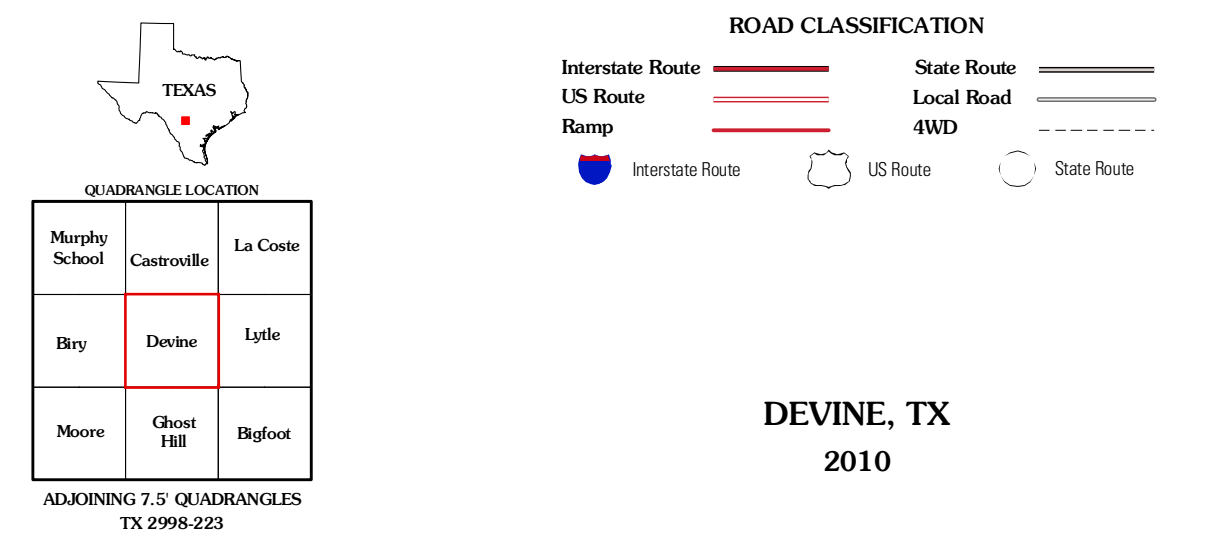 TEXAS
QUADRANGLE LOCATION
Murphy
School
Castroville
La Coste
Biry
Devine
Lytle
Moore
Ghost
Hill
Bigfoot
ADJOINING 7.5' QUADRANGLES
TX 2998-223
ROAD CLASSIFICATION
Interstate Route
State Route
US Route
Local Road
Ramp
4WD
Interstate Route
US Route
State Route
DEVINE, TX
2010